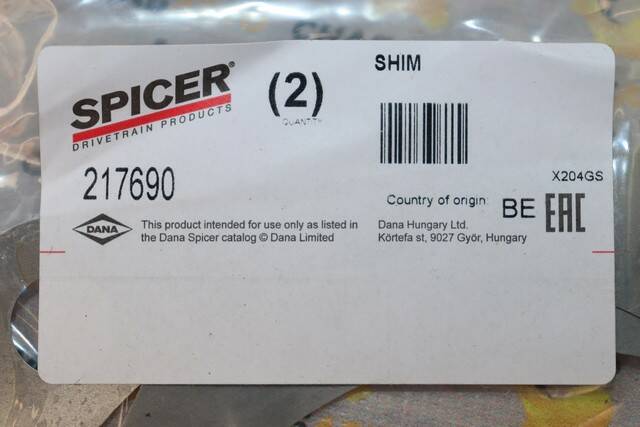 SPICER®
DRIVETRAIN PRODUCTS
(2)
QUANTITY
SHIM
217690
X204GS
Country of origin BE EAC
DANA
This product intended for use only as listed in
the Dana Spicer catalog © Dana Limited
Dana Hungary Ltd.
Körtefa st, 9027 Győr, Hungary